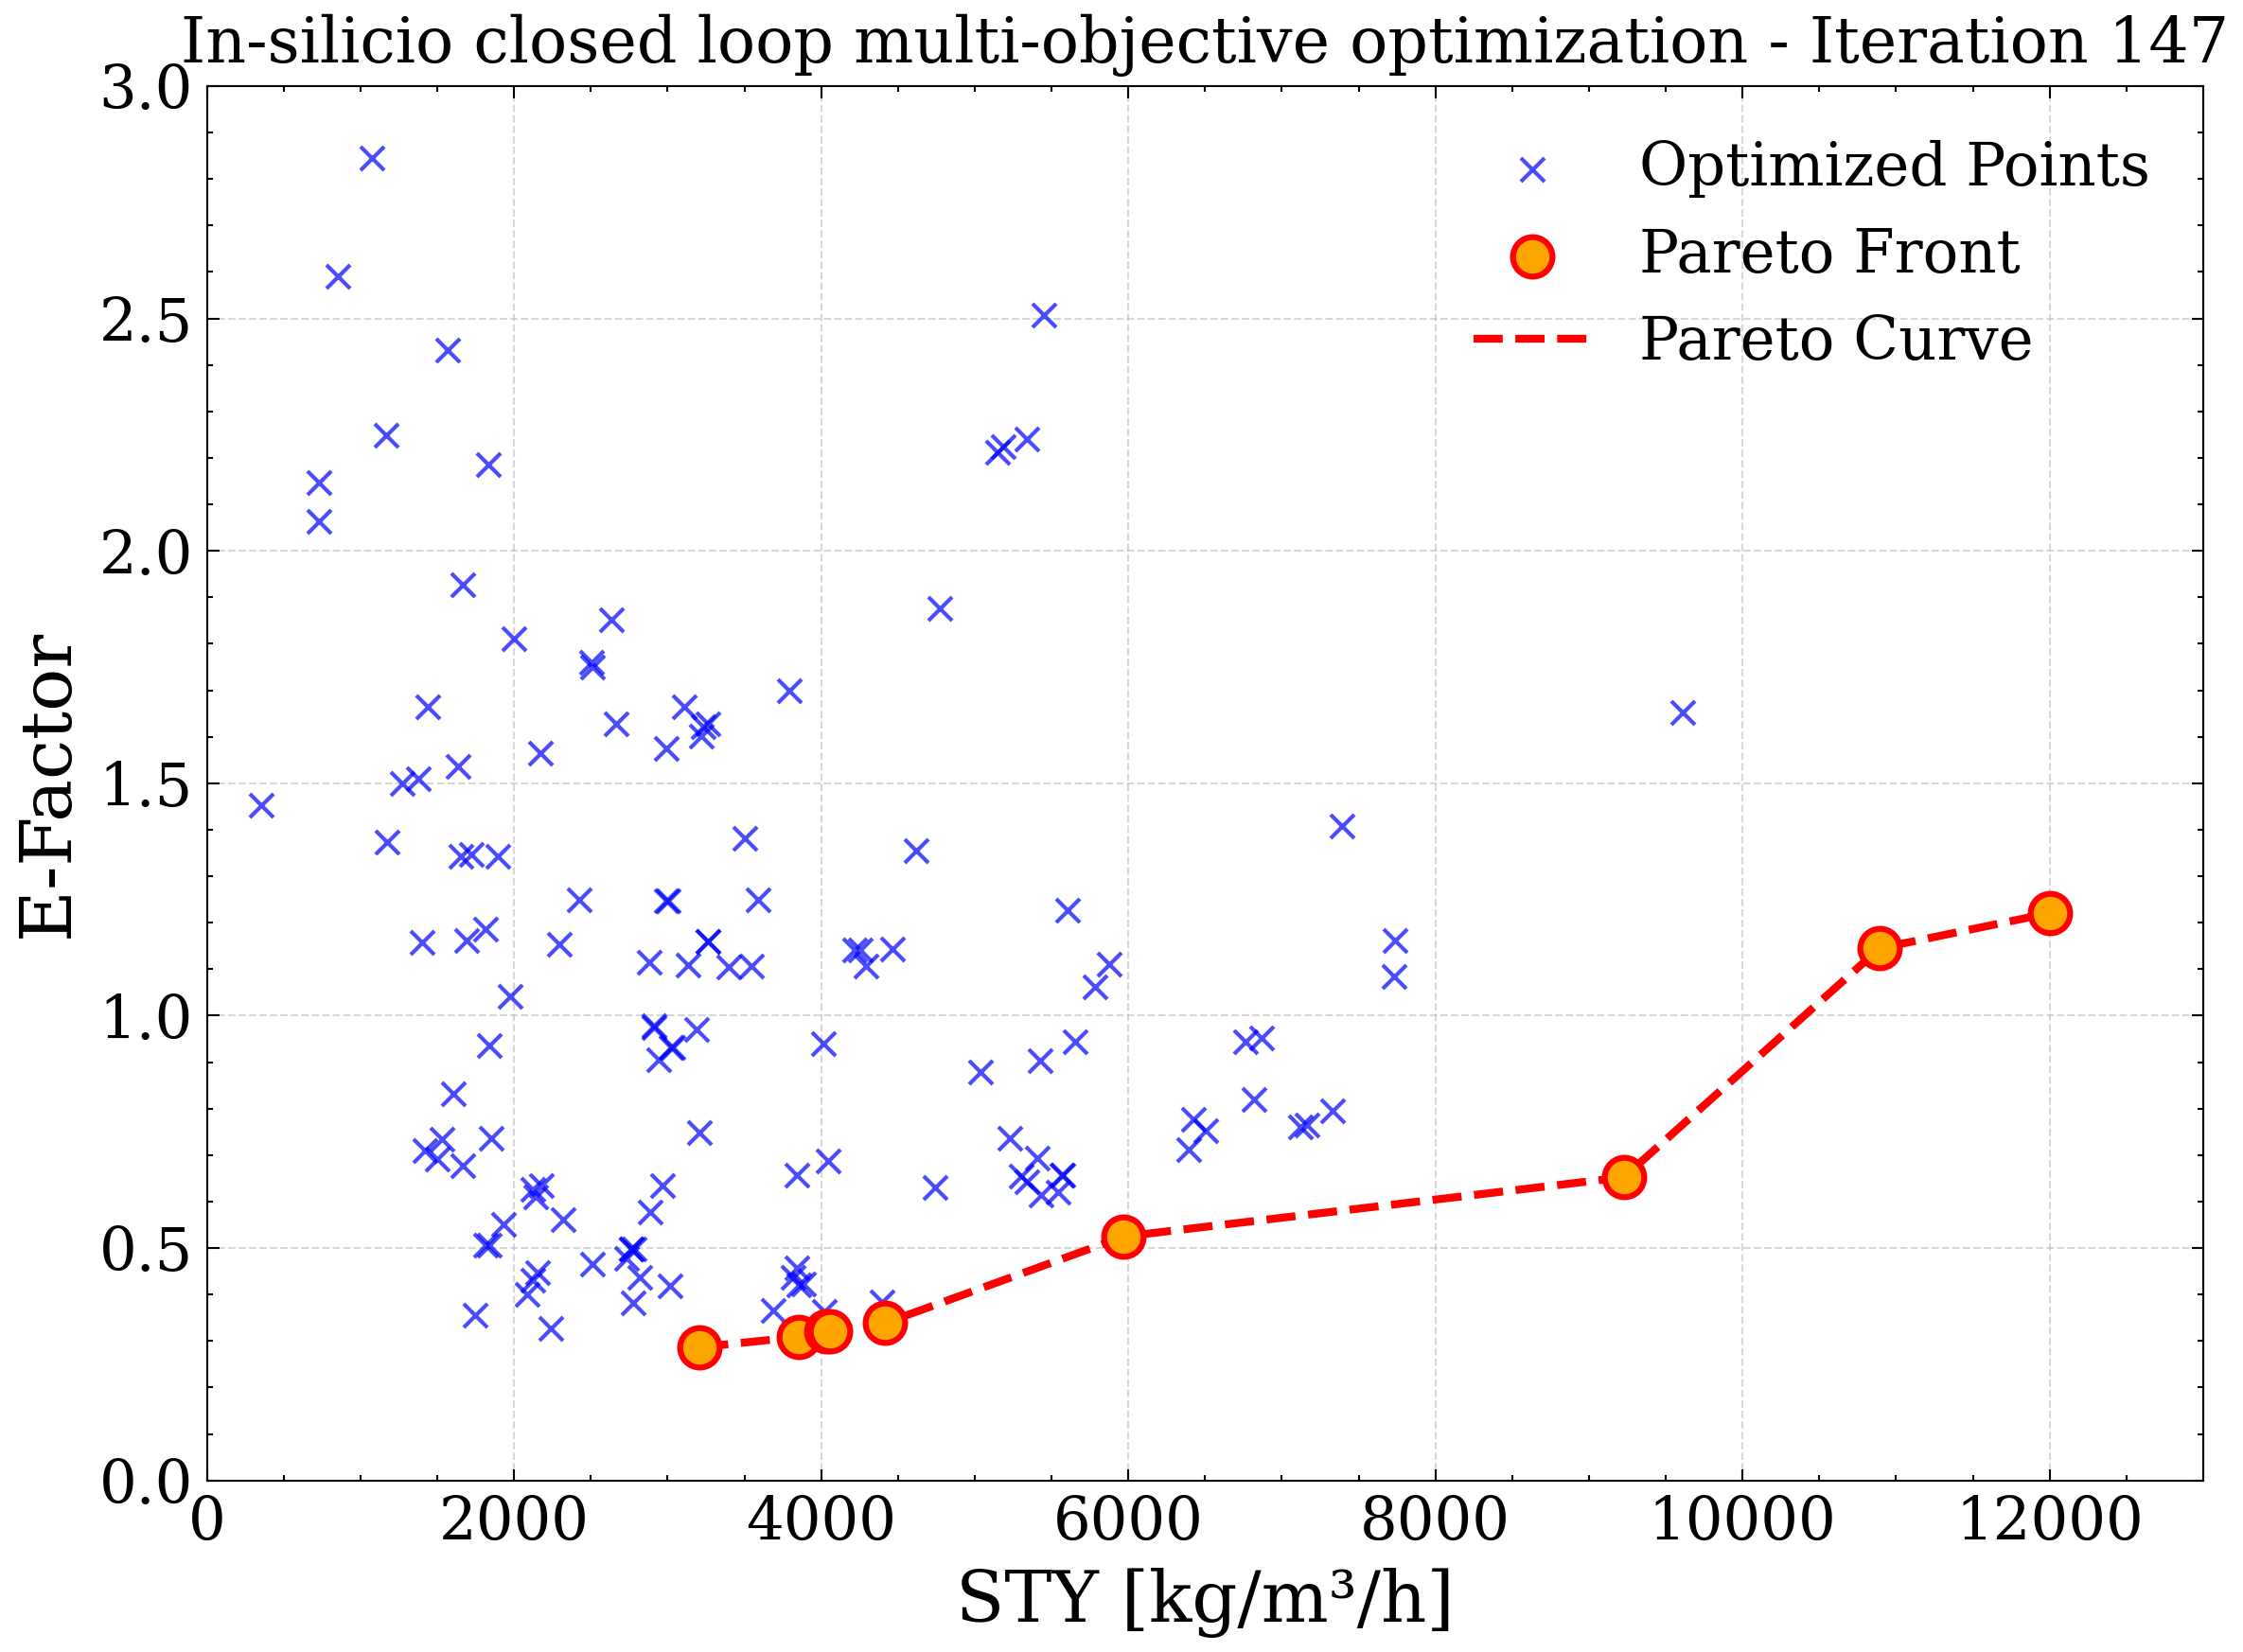 In-silicio closed loop multi-objective optimization - Iteration 147
3.0
2.5
2.0
1.5
1.0
0.5
0.0
E-Factor
Optimized Points
Pareto Front
Pareto Curve
0 2000 4000 6000 8000 10000 12000
STY [kg/m³/h]